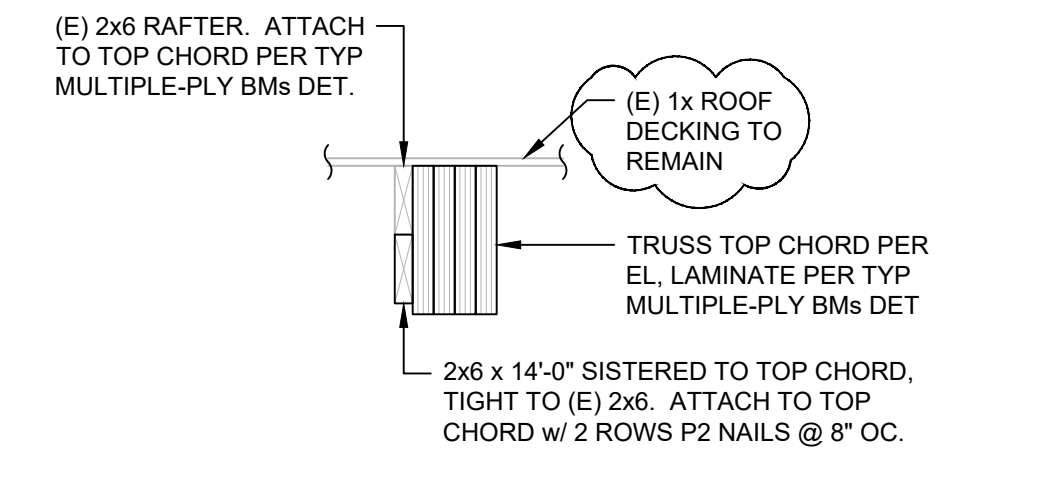 (E) 2x6 RAFTER.  ATTACH
TO TOP CHORD PER TYP
MULTIPLE-PLY BMs DET.
(E) 1x ROOF
DECKING TO
REMAIN
TRUSS TOP CHORD PER
EL, LAMINATE PER TYP
MULTIPLE-PLY BMs DET
2x6 x 14'-0" SISTERED TO TOP CHORD,
TIGHT TO (E) 2x6.  ATTACH TO TOP
CHORD w/ 2 ROWS P2 NAILS @ 8" OC.